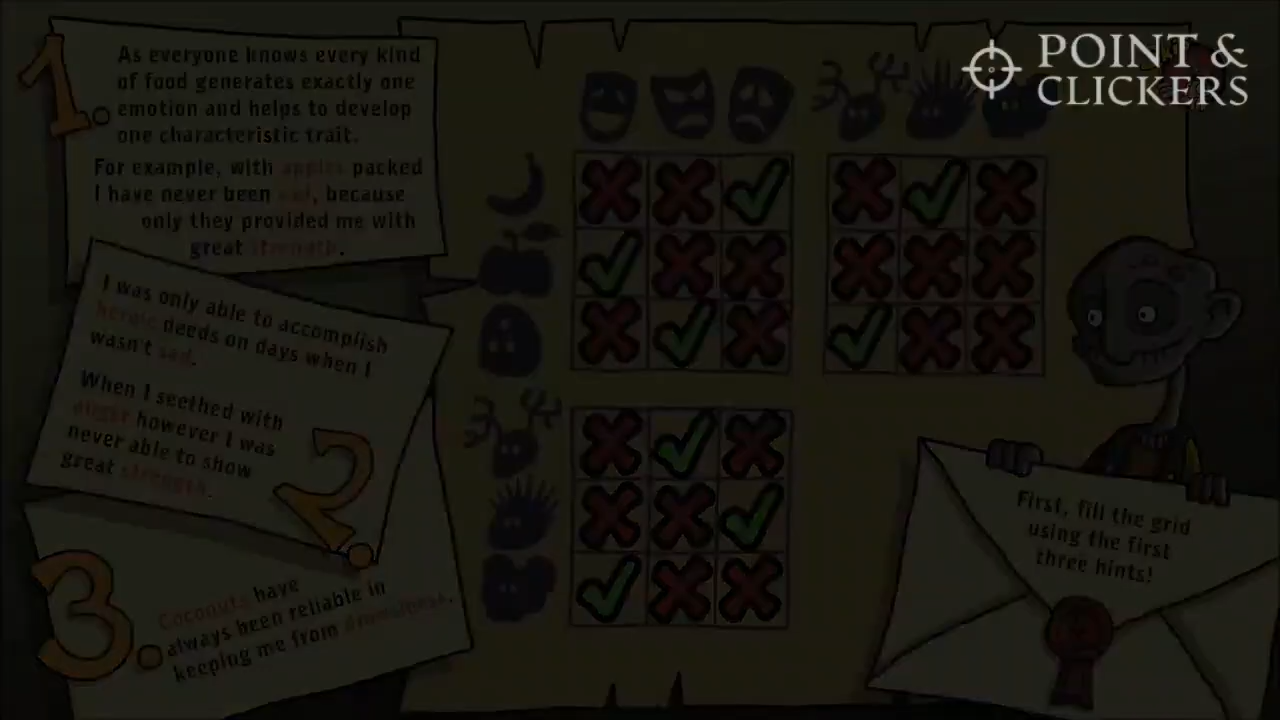 POINT &
CLICKERS
1.
As everyone knows every kind
of food generates exactly one
emotion and helps to develop
one characteristic trait.
For example, with apples packed
I have never been sad, because
only they provided me with
great strength.
I was only able to accomplish
heroic deeds on days when I
wasn't sad.
When I seethed with
anger however I was
never able to show
great strength.
2.
3.
Coconuts have
always been reliable in
keeping me from
First, fill the grid
using the first
three hints!